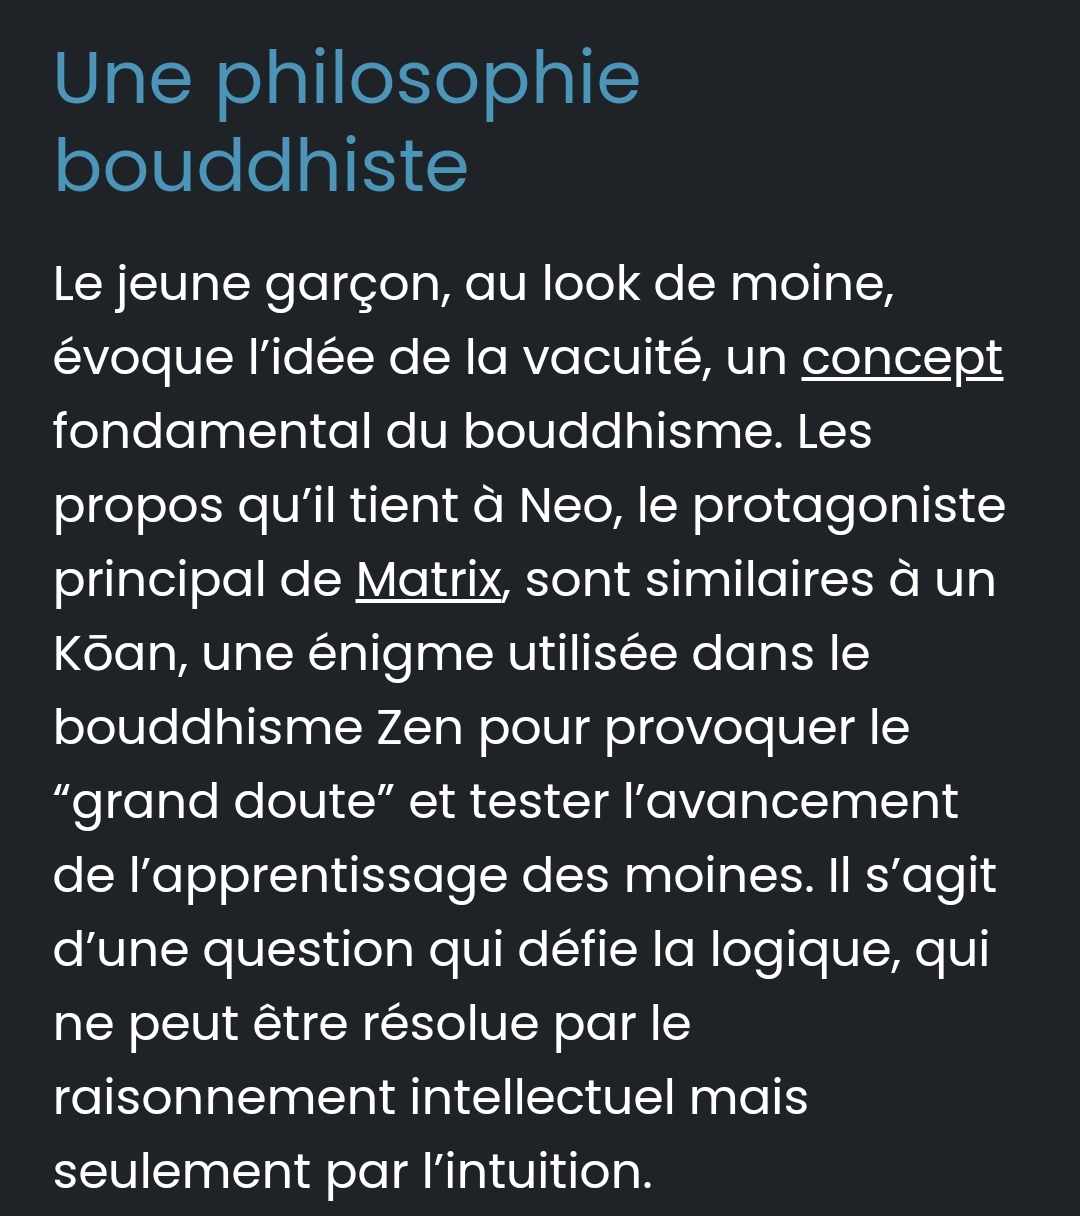 Une philosophie
bouddhiste
Le jeune garçon, au look de moine,
évoque l’idée de la vacuité, un concept
fondamental du bouddhisme. Les
propos qu’il tient à Neo, le protagoniste
principal de Matrix, sont similaires à un
Kōan, une énigme utilisée dans le
bouddhisme Zen pour provoquer le
“grand doute” et tester l’avancement
de l’apprentissage des moines. Il s’agit
d’une question qui défie la logique, qui
ne peut être résolue par le
raisonnement intellectuel mais
seulement par l’intuition.